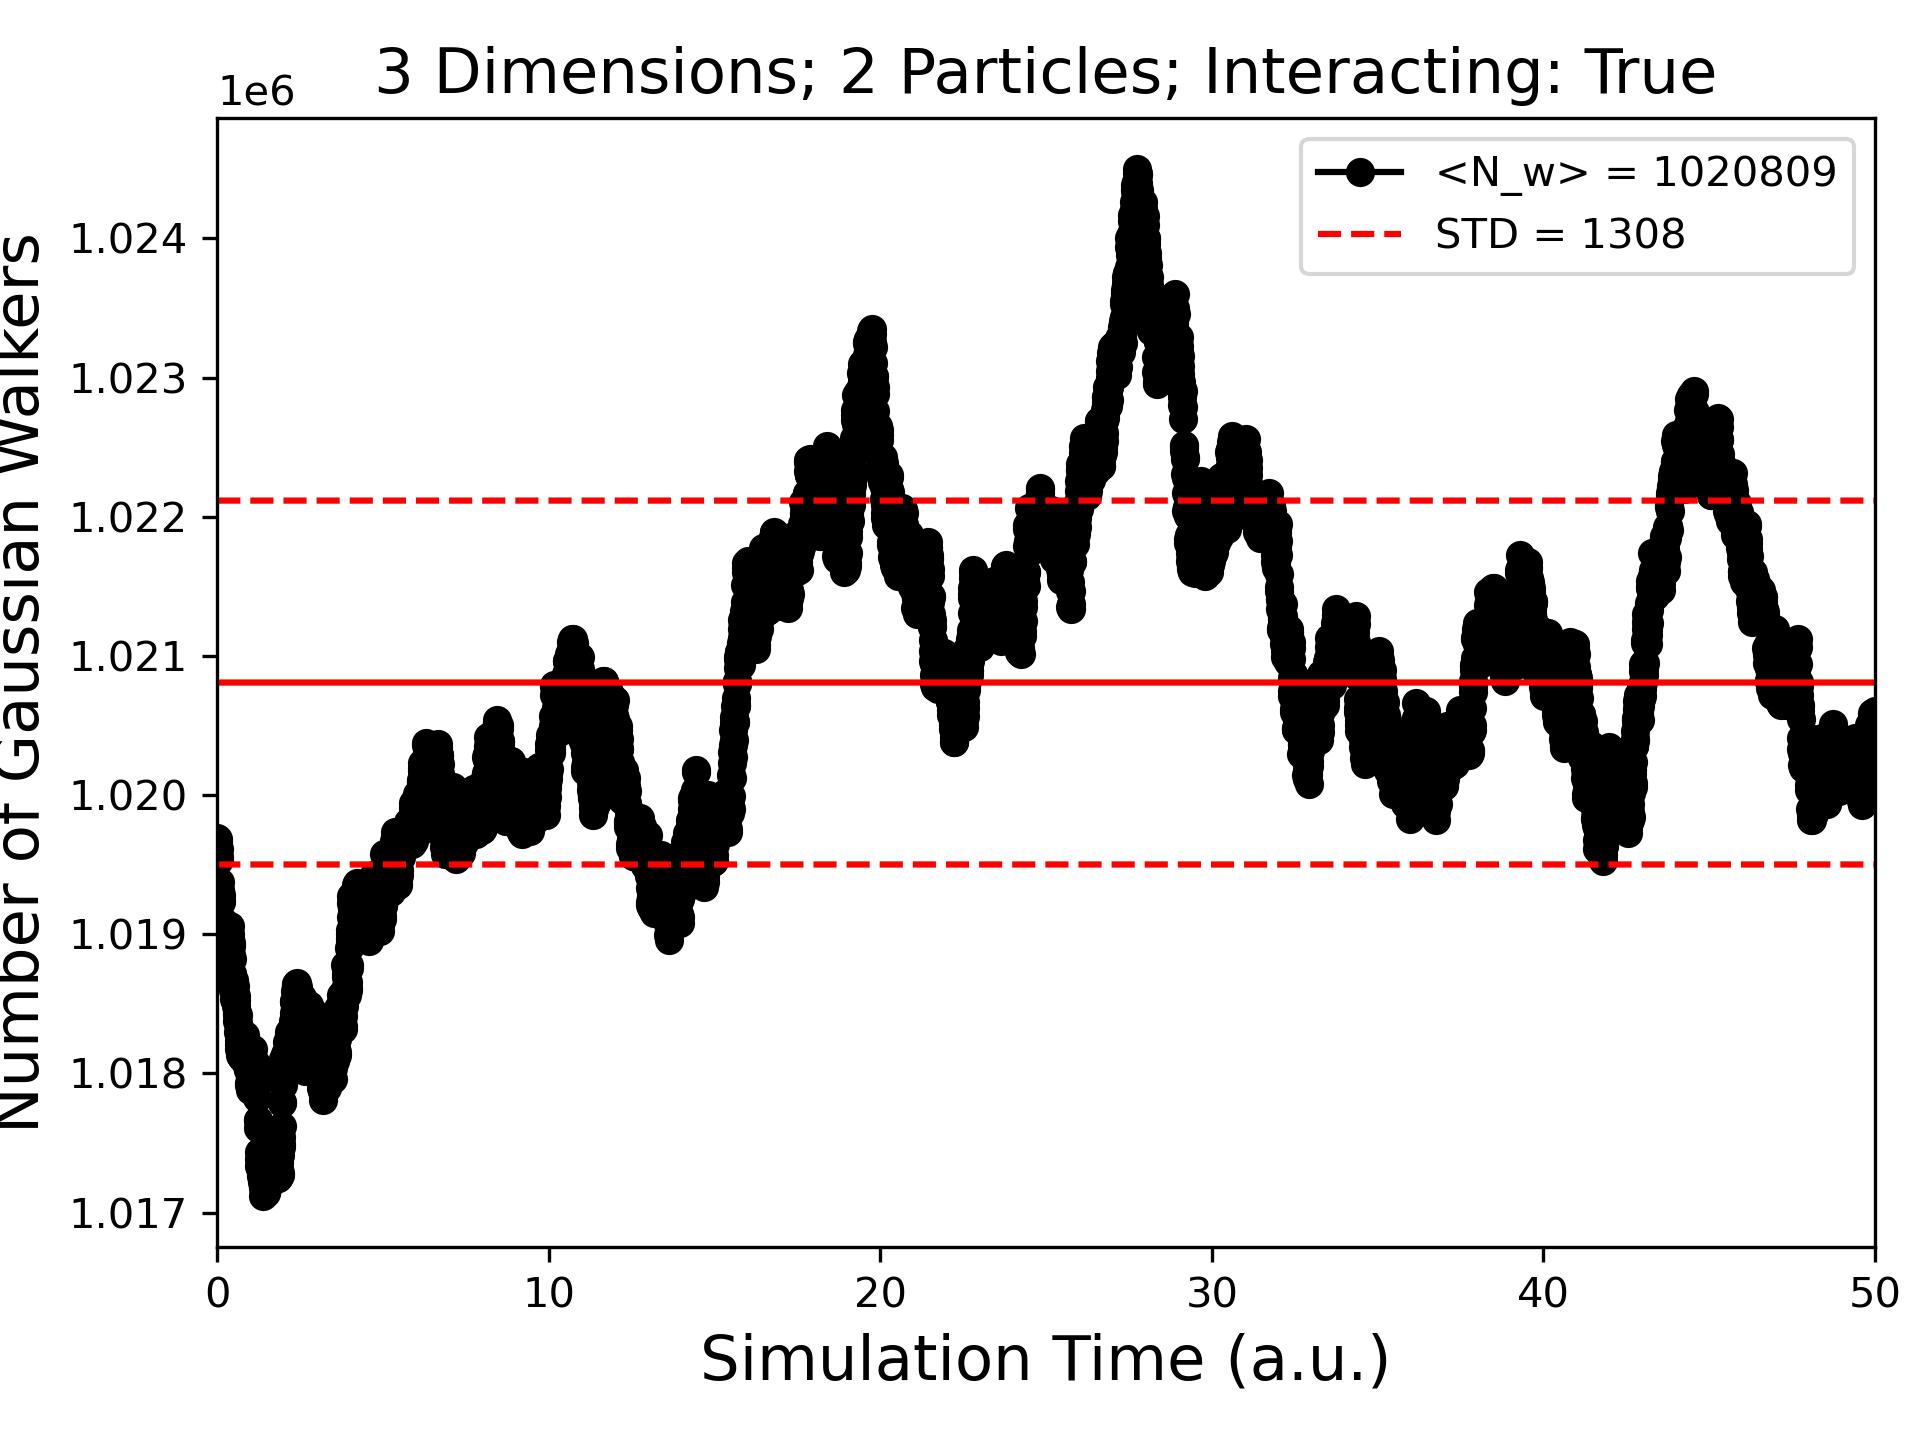 3 Dimensions; 2 Particles; Interacting: True
1e6
<N_w> = 1020809
STD = 1308
Number of Gaussian Walkers
1.024
1.023
1.022
1.021
1.020
1.019
1.018
1.017
0 10 20 30 40 50
Simulation Time (a.u.)